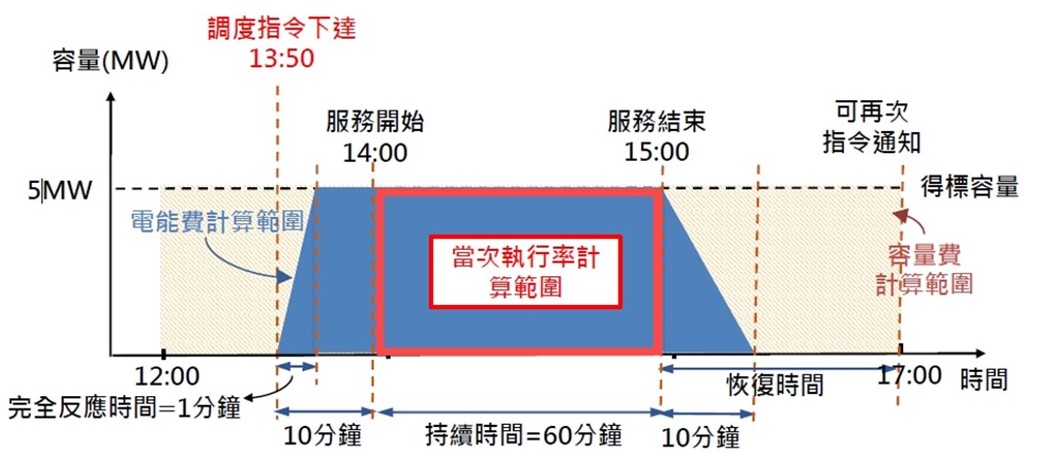 調度指令下達
13:50
容量(MW)
服務開始
14:00
服務結束
15:00
可再次
指令通知
5MW
得標容量
電能費計算範圍
當次執行率計
算範圍
容量費
計算範圍
12:00
恢復時間
17:00
時間
完全反應時間=1分鐘
10分鐘
持續時間=60分鐘
10分鐘